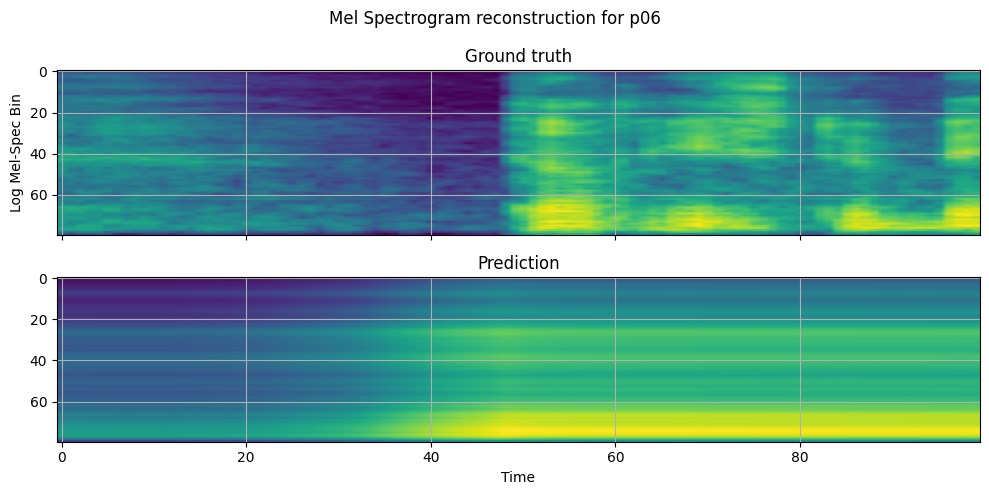 Mel Spectrogram reconstruction for p06
Ground truth
Log Mel-Spec Bin
0
20
40
60
Prediction
0
20
40
60
0 20 40 60 80
Time